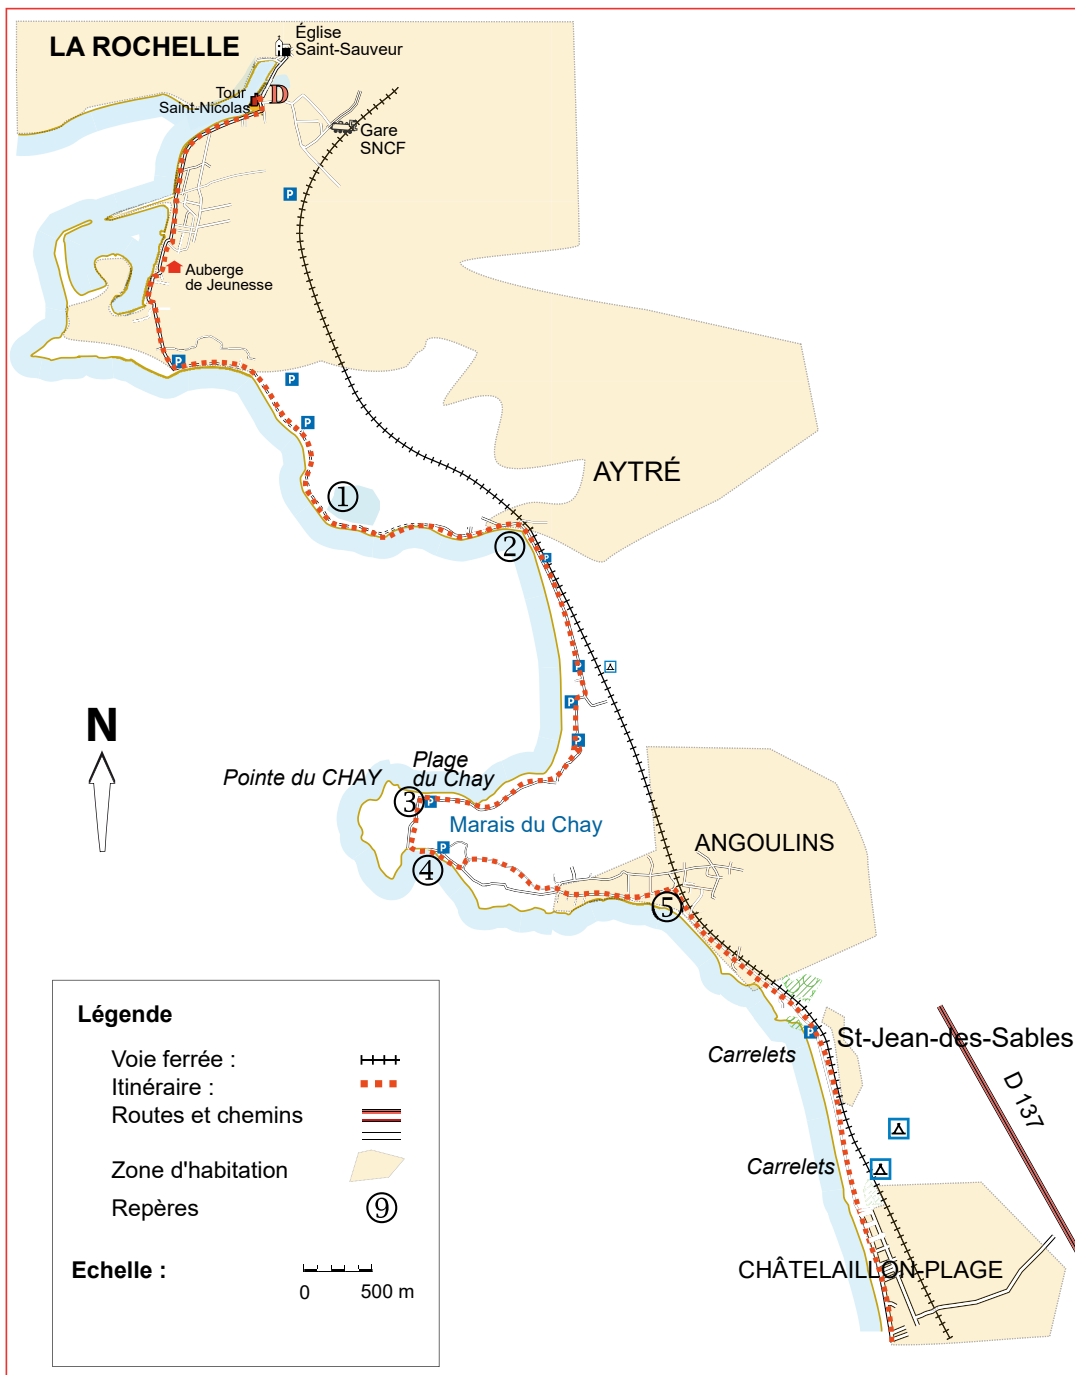 LA ROCHELLE
Église
Saint-Sauveur
Tour
Saint-Nicolas
D
Gare
SNCF
P
Auberge
de Jeunesse
P
P
P
AYTRÉ
1
2
P
P
P
P
N
Pointe du CHAY
Plage
du Chay
3
P
Marais du Chay
P
4
ANGOULINS
5
P
St-Jean-des-Sables
Carrelets
D 137
Carrelets
CHÂTELAILLON-PLAGE
Légende
Voie ferrée :
Itinéraire :
Routes et chemins
Zone d'habitation
Repères
9
Echelle :
0
500 m